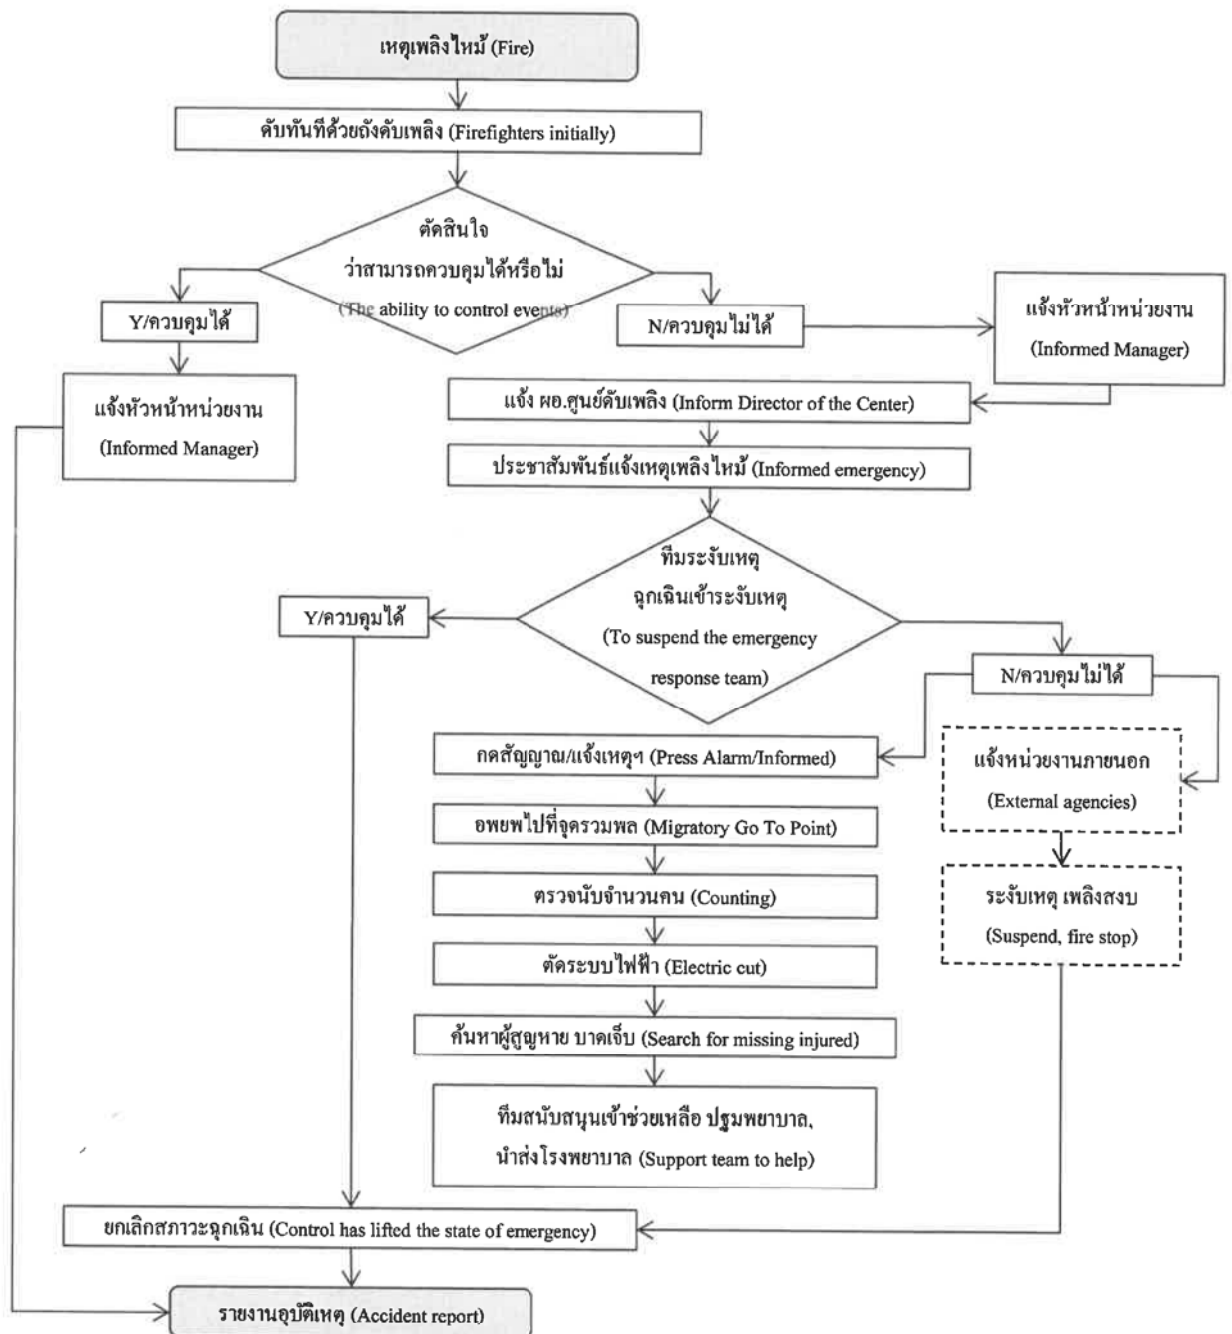 เหตุเพลิงไหม้ (Fire)
ดับทันทีด้วยถังดับเพลิง (Firefighters initially)
ตัดสินใจ
ว่าสามารถควบคุมได้หรือไม่
(The ability to control events)
Y/ควบคุมได้
N/ควบคุมไม่ได้
แจ้งหัวหน้าหน่วยงาน
(Informed Manager)
แจ้งหัวหน้าหน่วยงาน
(Informed Manager)
แจ้ง ผอ.ศูนย์ดับเพลิง (Inform Director of the Center)
ประชาสัมพันธ์แจ้งเหตุเพลิงไหม้ (Informed emergency)
ทีมระงับเหตุ
ฉุกเฉินเข้าระงับเหตุ
(To suspend the emergency
response team)
Y/ควบคุมได้
N/ควบคุมไม่ได้
กดสัญญาณ/แจ้งเหตุฯ (Press Alarm/Informed)
แจ้งหน่วยงานภายนอก
(External agencies)
อพยพไปที่จุดรวมพล (Migratory Go To Point)
ตรวจนับจำนวนคน (Counting)
ระงับเหตุ เพลิงสงบ
(Suspend, fire stop)
ตัดระบบไฟฟ้า (Electric cut)
ค้นหาผู้สูญหาย บาดเจ็บ (Search for missing injured)
ทีมสนับสนุนเข้าช่วยเหลือ ปฐมพยาบาล,
นำส่งโรงพยาบาล (Support team to help)
ยกเลิกสภาวะฉุกเฉิน (Control has lifted the state of emergency)
รายงานอุบัติเหตุ (Accident report)